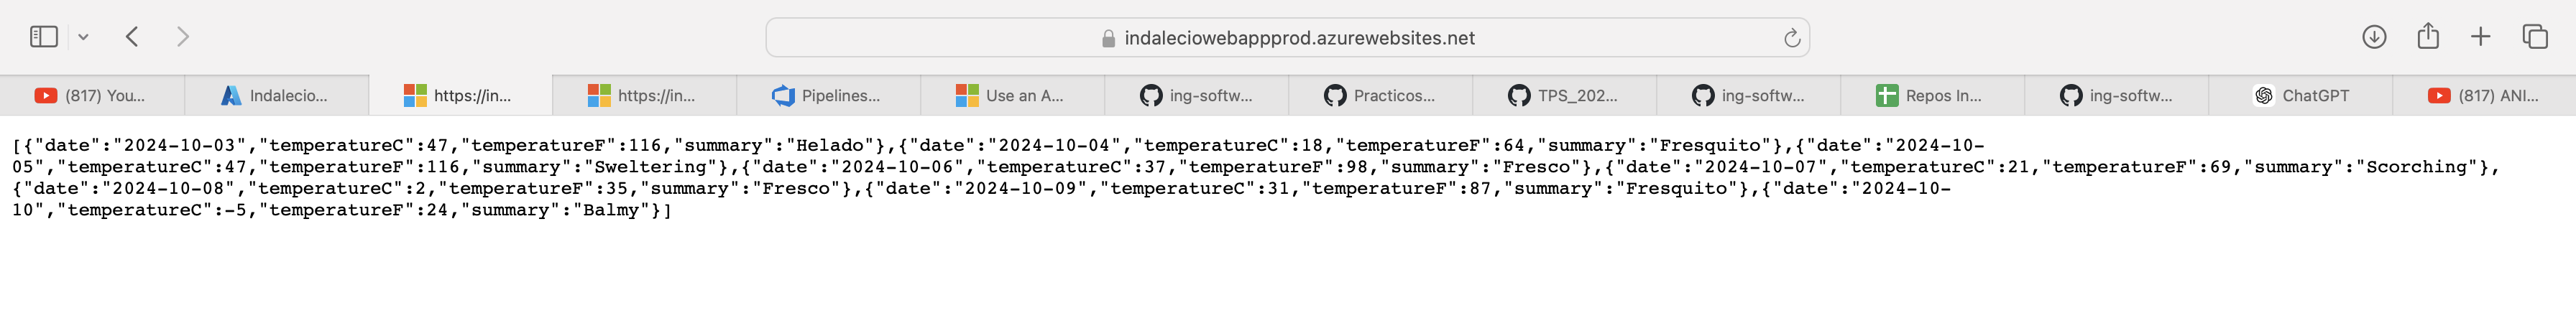 indaleciowebappprod.azurewebsites.net
(817) You...
Indalecio...
https://in...
https://in...
Pipelines...
Use an A...
ing-softw...
Practicos...
TPS_202...
ing-softw...
Repos In...
ing-softw...
ChatGPT
(817) ANI...
[{"date":"2024-10-03","temperatureC":47,"temperatureF":116,"summary":"Helado"},{"date":"2024-10-04","temperatureC":18,"temperatureF":64,"summary":"Fresquito"},{"date":"2024-10-
05","temperatureC":47,"temperatureF":116,"summary":"Sweltering"},{"date":"2024-10-06","temperatureC":37,"temperatureF":98,"summary":"Fresco"},{"date":"2024-10-07","temperatureC":21,"temperatureF":69,"summary":"Scorching"},
{"date":"2024-10-08","temperatureC":2,"temperatureF":35,"summary":"Fresco"},{"date":"2024-10-09","temperatureC":31,"temperatureF":87,"summary":"Fresquito"},{"date":"2024-10-
10","temperatureC":-5,"temperatureF":24,"summary":"Balmy"}]